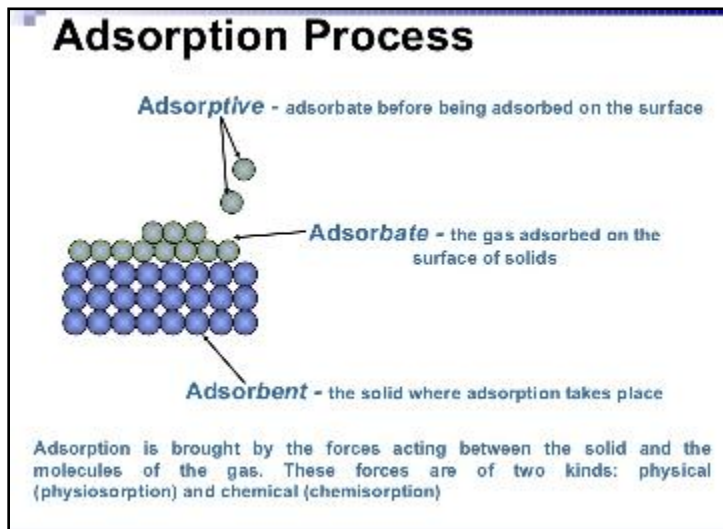 Adsorption Process
Adsorptive - adsorbate before being adsorbed on the surface
Adsorbate - the gas adsorbed on the
surface of solids
Adsorbent - the solid where adsorption takes place
Adsorption is brought by the forces acting between the solid and the
molecules of the gas. These forces are of two kinds: physical
(physiosorption) and chemical (chemisorption)